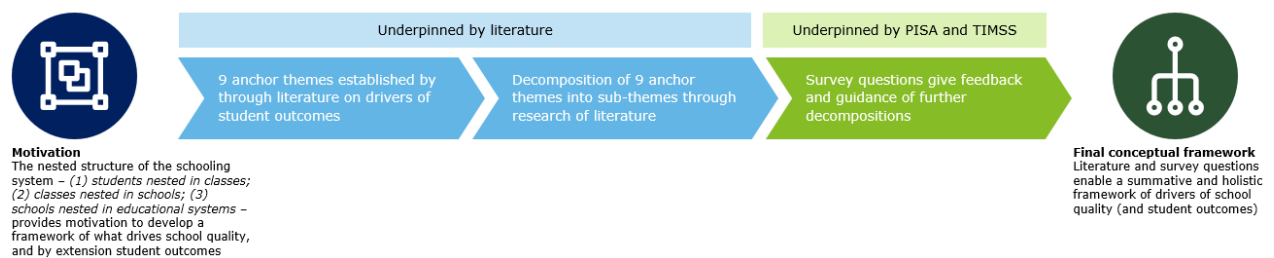 Underpinned by literature
Underpinned by PISA and TIMSS
9 anchor themes established by
through literature on drivers of
student outcomes
Decomposition of 9 anchor
themes into sub-themes through
research of literature
Survey questions give feedback
and guidance of further
decompositions
Motivation
The nested structure of the schooling
system – (1) students nested in classes;
(2) classes nested in schools; (3)
schools nested in educational systems –
provides motivation to develop a
framework of what drives school quality,
and by extension student outcomes
Final conceptual framework
Literature and survey questions
enable a summative and holistic
framework of drivers of school
quality (and student outcomes)